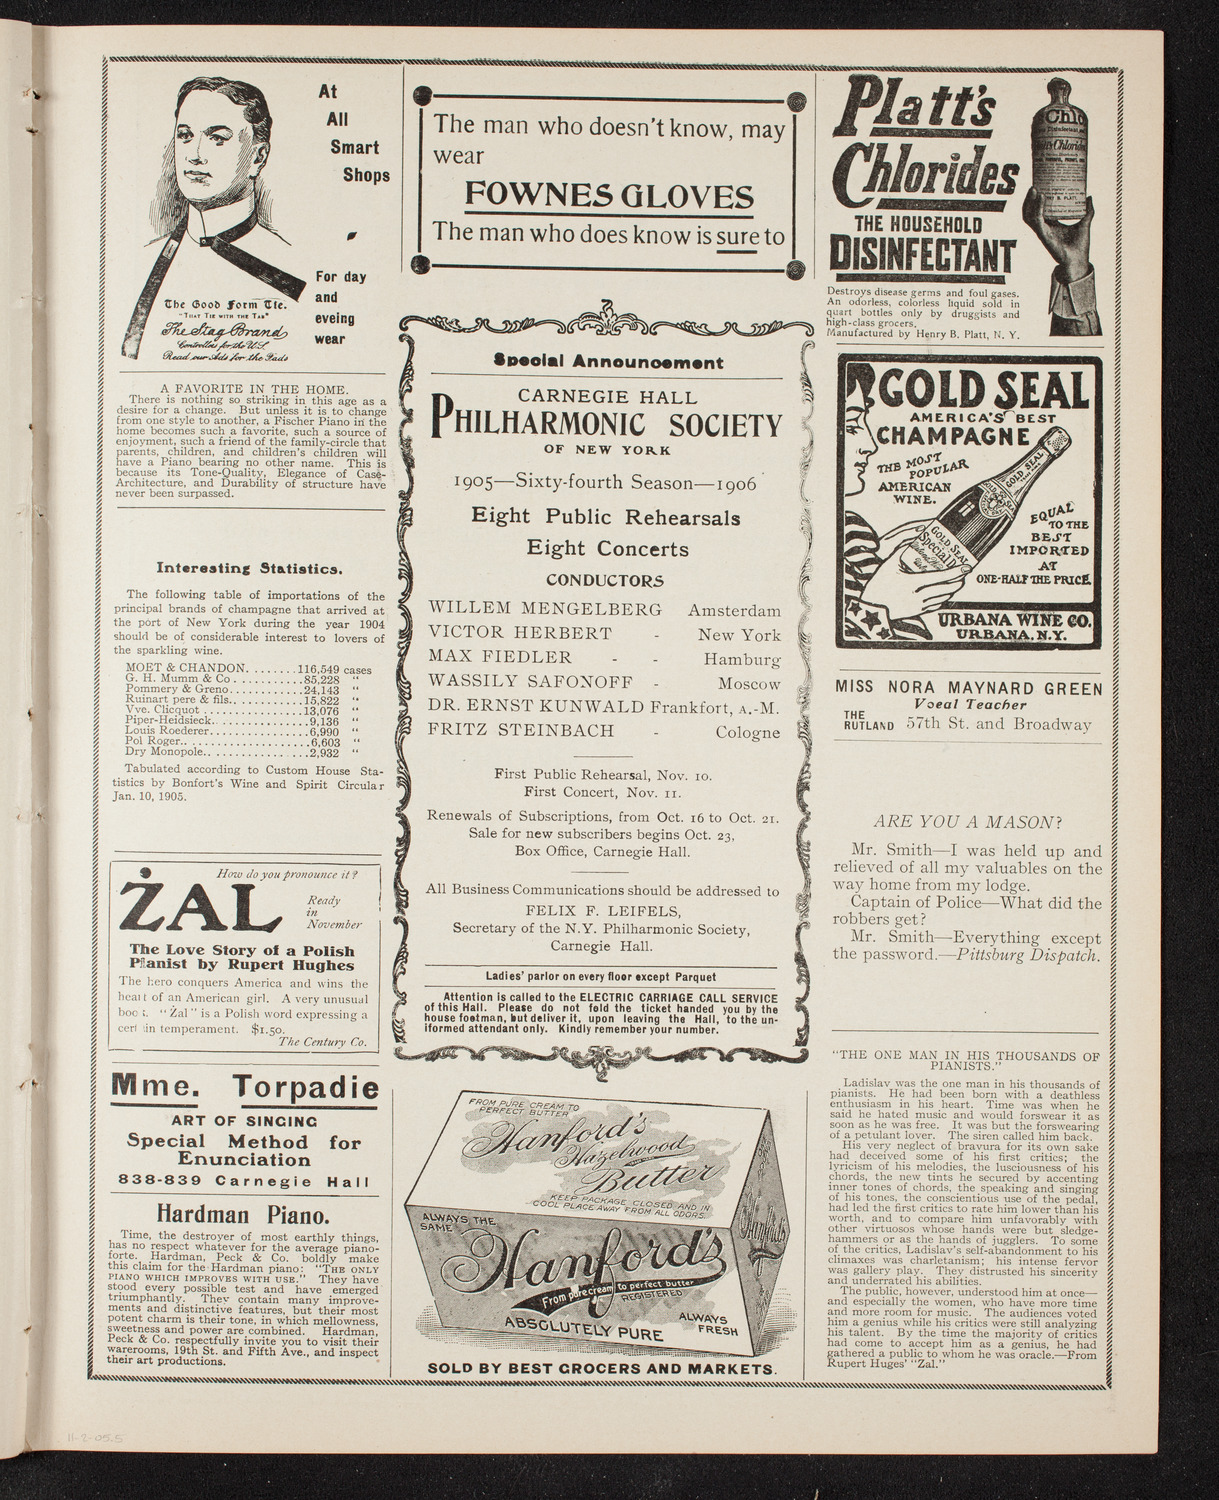 At
All
Smart
Shops
For day
and
eveing
wear
The Good Form Tie.
"THAT TIE WITH THE TAB"
The Stag Brand
Controllers for the U.S.
Read our Ads for the Fads
A FAVORITE IN THE HOME.
There is nothing so striking in this age as a
desire for a change. But unless it is to change
from one style to another, a Fischer Piano in the
home becomes such a favorite, such a source of
enjoyment, such a friend of the family-circle that
parents, children, and children's children will
have a Piano bearing no other name. This is
because its Tone-Quality, Elegance of Case-
Architecture, and Durability of structure have
never been surpassed.
Interesting Statistics.
The following table of importations of the
principal brands of champagne that arrived at
the port of New York during the year 1904
should be of considerable interest to lovers of
the sparkling wine.
MOET & CHANDON........116,549 cases
G. H. Mumm & Co..........85,228 "
Pommery & Greno...........24,143 "
Ruinart pere & fils...........15,822 "
Vve. Clicquot ...............13,076 "
Piper-Heidsieck..............9,136 "
Louis Roederer...............6,990 "
Pol Roger....................6,603 "
Dry Monopole.................2,932 "
Tabulated according to Custom House Sta-
tistics by Bonfort's Wine and Spirit Circular
Jan. 10, 1905.
How do you pronounce it?
ŻAL
Ready
in
November
The Love Story of a Polish
Pianist by Rupert Hughes
The hero conquers America and wins the
heart of an American girl. A very unusual
book. "Żal" is a Polish word expressing a
certain temperament. $1.50.
The Century Co.
Mme. Torpadie
ART OF SINGING
Special Method for
Enunciation
838-839 Carnegie Hall
Hardman Piano.
Time, the destroyer of most earthly things,
has no respect whatever for the average piano-
forte. Hardman, Peck & Co. boldly make
this claim for the Hardman piano: "THE ONLY
PIANO WHICH IMPROVES WITH USE." They have
stood every possible test and have emerged
triumphantly. They contain many improve-
ments and distinctive features, but their most
potent charm is their tone, in which mellowness,
sweetness and power are combined. Hardman,
Peck & Co. respectfully invite you to visit their
warerooms, 19th St. and Fifth Ave., and inspect
their art productions.
The man who doesn't know, may
wear
FOWNES GLOVES
The man who does know is sure to
Special Announcement
CARNEGIE HALL
PHILHARMONIC SOCIETY
OF NEW YORK
1905—Sixty-fourth Season—1906
Eight Public Rehearsals
Eight Concerts
CONDUCTORS
WILLEM MENGELBERG Amsterdam
VICTOR HERBERT - New York
MAX FIEDLER - - Hamburg
WASSILY SAFONOFF - Moscow
DR. ERNST KUNWALD Frankfort, A.-M.
FRITZ STEINBACH - Cologne
First Public Rehearsal, Nov. 10.
First Concert, Nov. 11.
Renewals of Subscriptions, from Oct. 16 to Oct. 21.
Sale for new subscribers begins Oct. 23,
Box Office, Carnegie Hall.
All Business Communications should be addressed to
FELIX F. LEIFELS,
Secretary of the N.Y. Philharmonic Society,
Carnegie Hall.
Ladies' parlor on every floor except Parquet
Attention is called to the ELECTRIC CARRIAGE CALL SERVICE
of this Hall. Please do not fold the ticket handed you by the
house footman, but deliver it, upon leaving the Hall, to the un-
iformed attendant only. Kindly remember your number.
FROM PURE CREAM TO
PERFECT BUTTER
Hanford's
Hazelwood
Butter
KEEP PACKAGE CLOSED AND IN
COOL PLACE AWAY FROM ALL ODORS.
ALWAYS THE
SAME
Hanford's
From pure cream to perfect butter
REGISTERED
ABSOLUTELY PURE
ALWAYS
FRESH
Hanford's
SOLD BY BEST GROCERS AND MARKETS.
Platt's
Chlorides
THE HOUSEHOLD
DISINFECTANT
Destroys disease germs and foul gases.
An odorless, colorless liquid sold in
quart bottles only by druggists and
high-class grocers.
Manufactured by Henry B. Platt, N. Y.
GOLD SEAL
AMERICA'S BEST
CHAMPAGNE
THE MOST
POPULAR
AMERICAN
WINE.
GOLD SEAL
GOLD SEAL
Special Dry
EQUAL
TO THE
BEST
IMPORTED
AT
ONE-HALF THE PRICE.
URBANA WINE CO.
URBANA, N.Y.
MISS NORA MAYNARD GREEN
Vocal Teacher
THE
RUTLAND 57th St. and Broadway
ARE YOU A MASON?
Mr. Smith—I was held up and
relieved of all my valuables on the
way home from my lodge.
Captain of Police—What did the
robbers get?
Mr. Smith—Everything except
the password.—Pittsburg Dispatch.
"THE ONE MAN IN HIS THOUSANDS OF
PIANISTS."
Ladislav was the one man in his thousands of
pianists. He had been born with a deathless
enthusiasm in his heart. Time was when he
said he hated music and would forswear it as
soon as he was free. It was but the forswearing
of a petulant lover. The siren called him back.
His very neglect of bravura for its own sake
had deceived some of his first critics; the
lyricism of his melodies, the lusciousness of his
chords, the new tints he secured by accenting
inner tones of chords, the speaking and singing
of his tones, the conscientious use of the pedal,
had led the first critics to rate him lower than his
worth, and to compare him unfavorably with
other virtuosos whose hands were but sledge-
hammers or as the hands of jugglers. To some
of the critics, Ladislav's self-abandonment to his
climaxes was charletanism; his intense fervor
was gallery play. They distrusted his sincerity
and underrated his abilities.
The public, however, understood him at once—
and especially the women, who have more time
and more room for music. The audiences voted
him a genius while his critics were still analyzing
his talent. By the time the majority of critics
had come to accept him as a genius, he had
gathered a public to whom he was oracle.—From
Rupert Huges' "Zal."
11-2-05.5